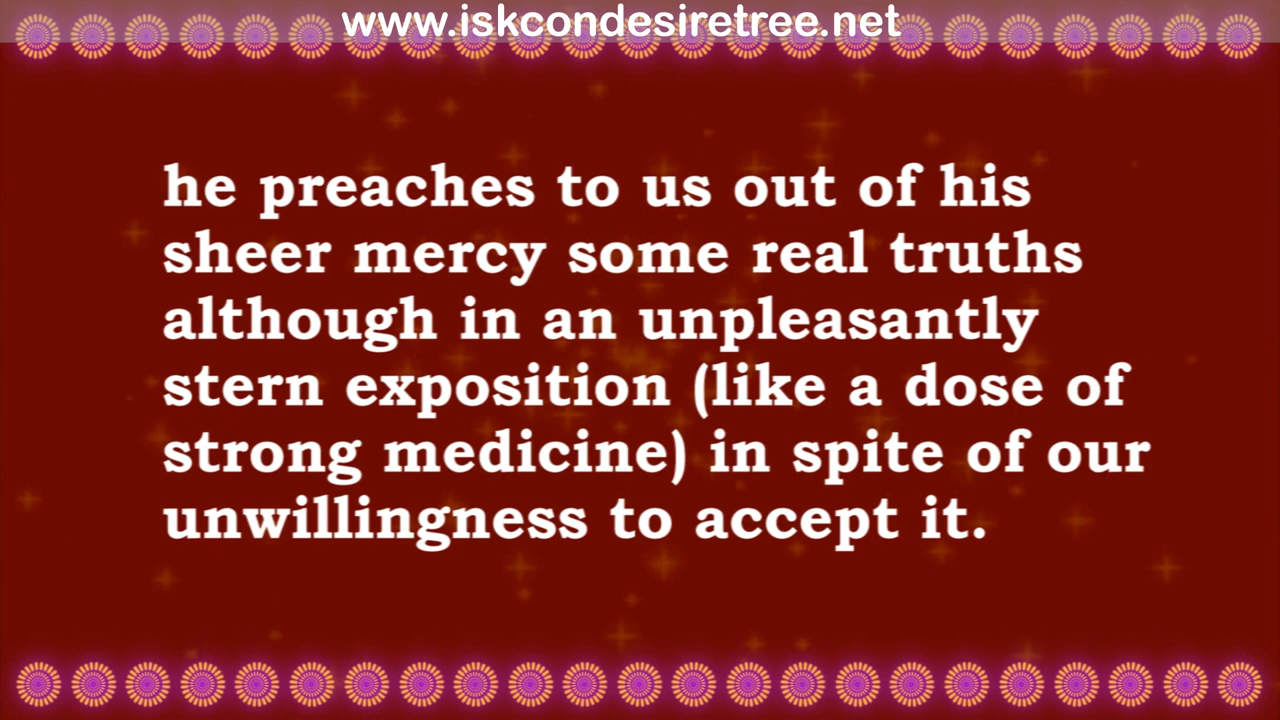 www.iskcondesiretree.net
he preaches to us out of his
sheer mercy some real truths
although in an unpleasantly
stern exposition (like a dose of
strong medicine) in spite of our
unwillingness to accept it.